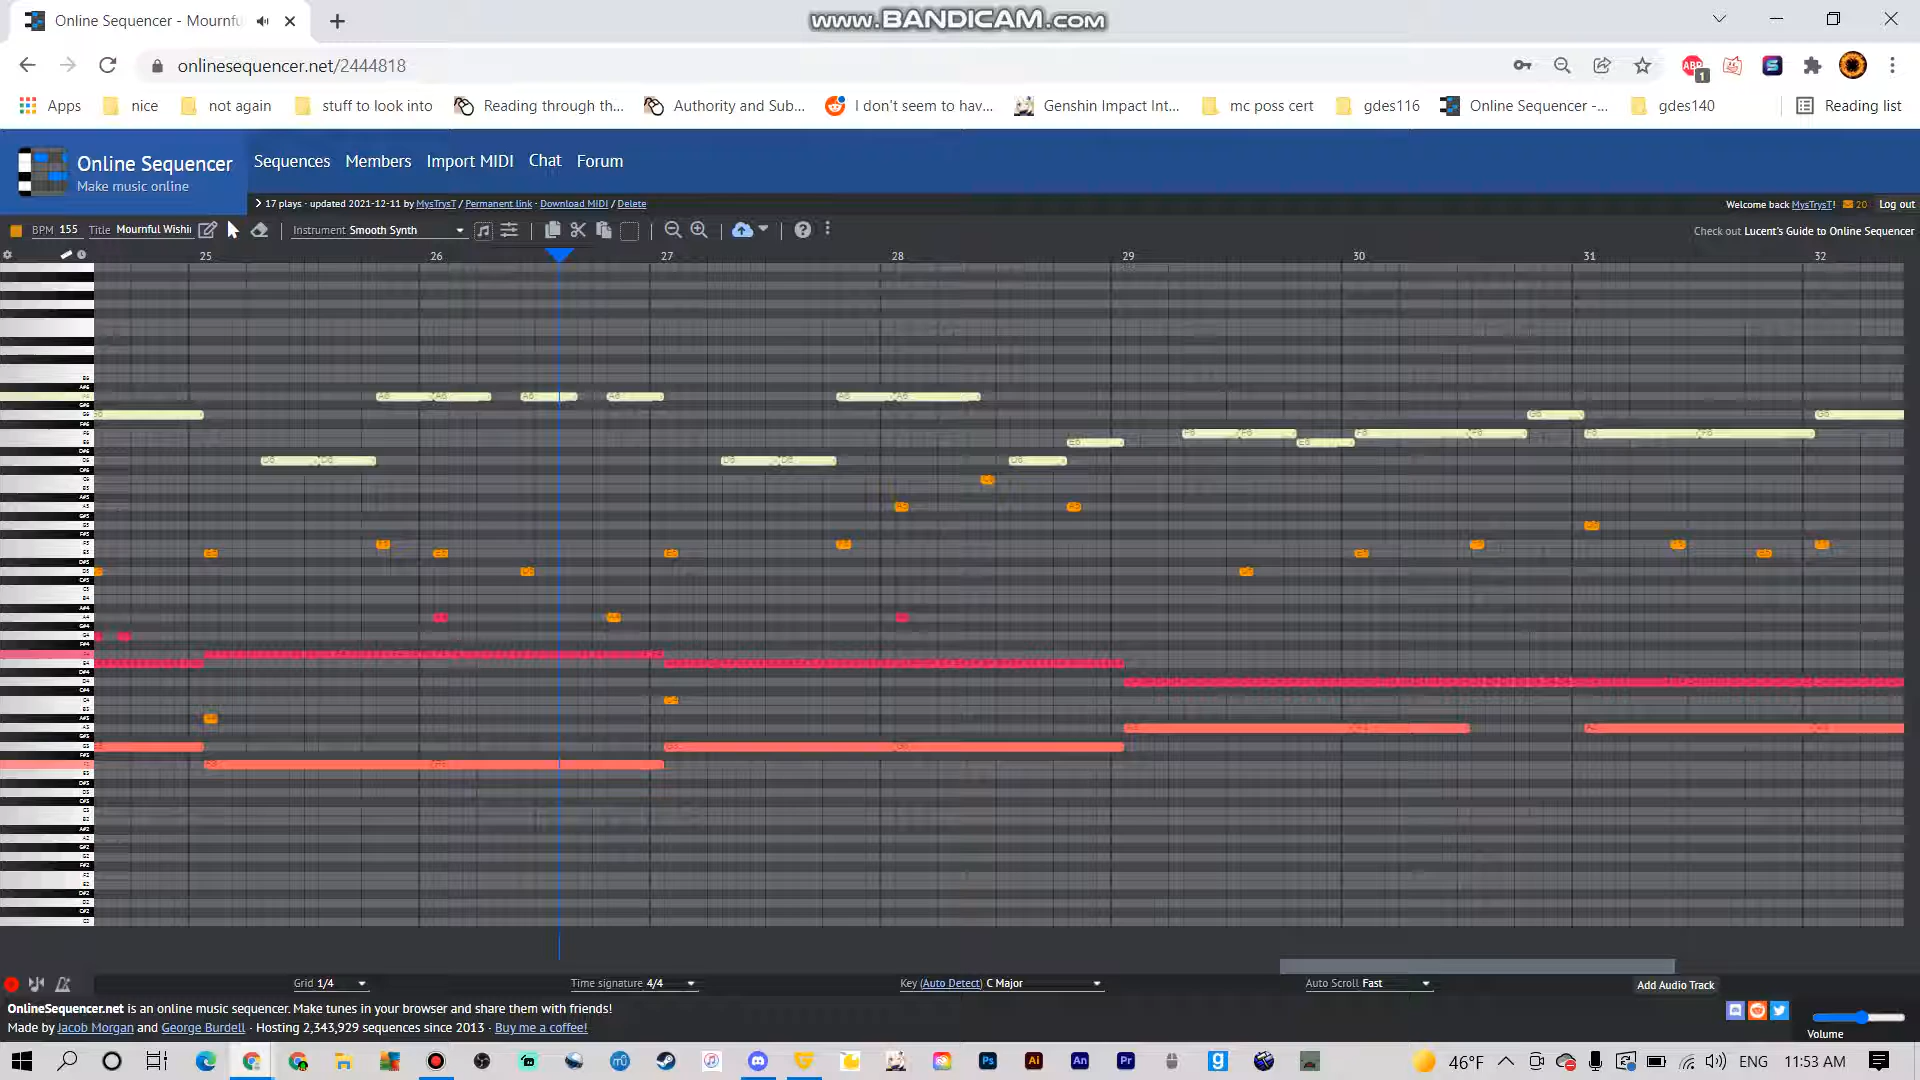 Online Sequencer - Mournfu
www.BANDICAM.com
onlinesequencer.net/2444818
ABP 1
Apps nice not again stuff to look into Reading through th... Authority and Sub... I don't seem to hav... Genshin Impact Int... mc poss cert gdes116 Online Sequencer -... gdes140 Reading list
Online Sequencer
Make music online
Sequences Members Import MIDI Chat Forum
17 plays · updated 2021-12-11 by MysTrysT / Permanent link · Download MIDI / Delete
Welcome back MysTrysT! 20 Log out
BPM 155 Title Mournful Wishi Instrument Smooth Synth
Check out Lucent's Guide to Online Sequencer
25 26 27 28 29 30 31 32
Grid 1/4 Time signature 4/4 Key (Auto Detect) C Major Auto Scroll Fast Add Audio Track
OnlineSequencer.net is an online music sequencer. Make tunes in your browser and share them with friends!
Made by Jacob Morgan and George Burdell · Hosting 2,343,929 sequences since 2013 · Buy me a coffee!
Volume
Ps Ai An Pr
46°F ENG 11:53 AM